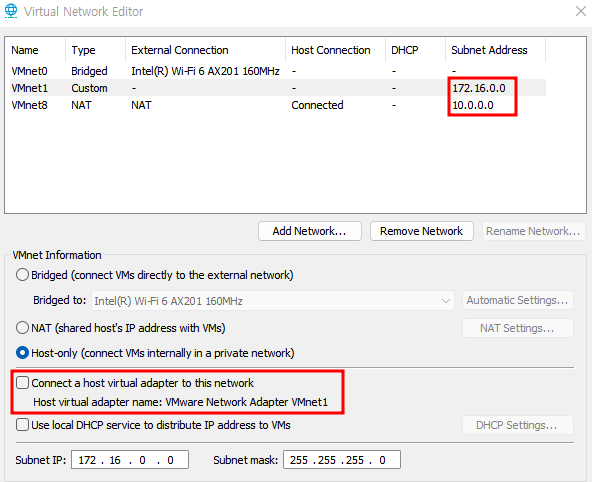 Virtual Network Editor
Name Type External Connection Host Connection DHCP Subnet Address
VMnet0 Bridged Intel(R) Wi-Fi 6 AX201 160MHz - - -
VMnet1 Custom - - - 172.16.0.0
VMnet8 NAT NAT Connected - 10.0.0.0
Add Network... Remove Network Rename Network...
VMnet Information
Bridged (connect VMs directly to the external network)
Bridged to: Intel(R) Wi-Fi 6 AX201 160MHz Automatic Settings...
NAT (shared host's IP address with VMs) NAT Settings...
Host-only (connect VMs internally in a private network)
Connect a host virtual adapter to this network
Host virtual adapter name: VMware Network Adapter VMnet1
Use local DHCP service to distribute IP address to VMs DHCP Settings...
Subnet IP: 172 . 16 . 0 . 0 Subnet mask: 255 .255 .255 . 0